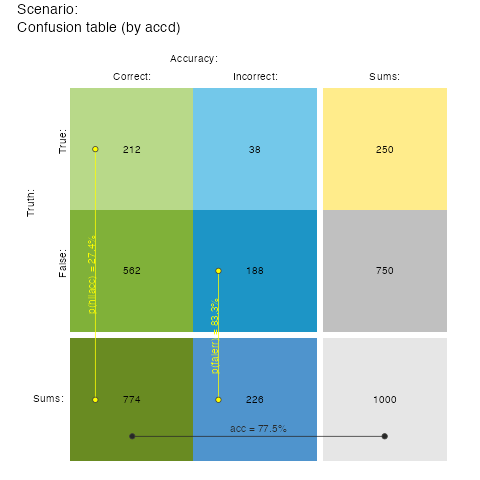 Scenario:
Confusion table (by accd)
Accuracy:
Correct:
Incorrect:
Sums:
Truth:
True:
212
38
250
False:
562
188
750
p(hi|acc) = 27.4%
p(fa|err) = 83.3%
Sums:
774
226
1000
acc = 77.5%